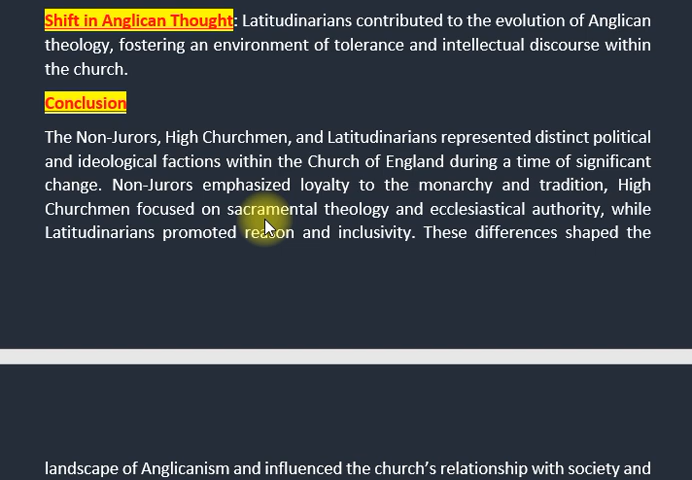 Shift in Anglican Thought: Latitudinarians contributed to the evolution of Anglican
theology, fostering an environment of tolerance and intellectual discourse within
the church.
Conclusion
The Non-Jurors, High Churchmen, and Latitudinarians represented distinct political
and ideological factions within the Church of England during a time of significant
change. Non-Jurors emphasized loyalty to the monarchy and tradition, High
Churchmen focused on sacramental theology and ecclesiastical authority, while
Latitudinarians promoted reason and inclusivity. These differences shaped the
landscape of Anglicanism and influenced the church's relationship with society and